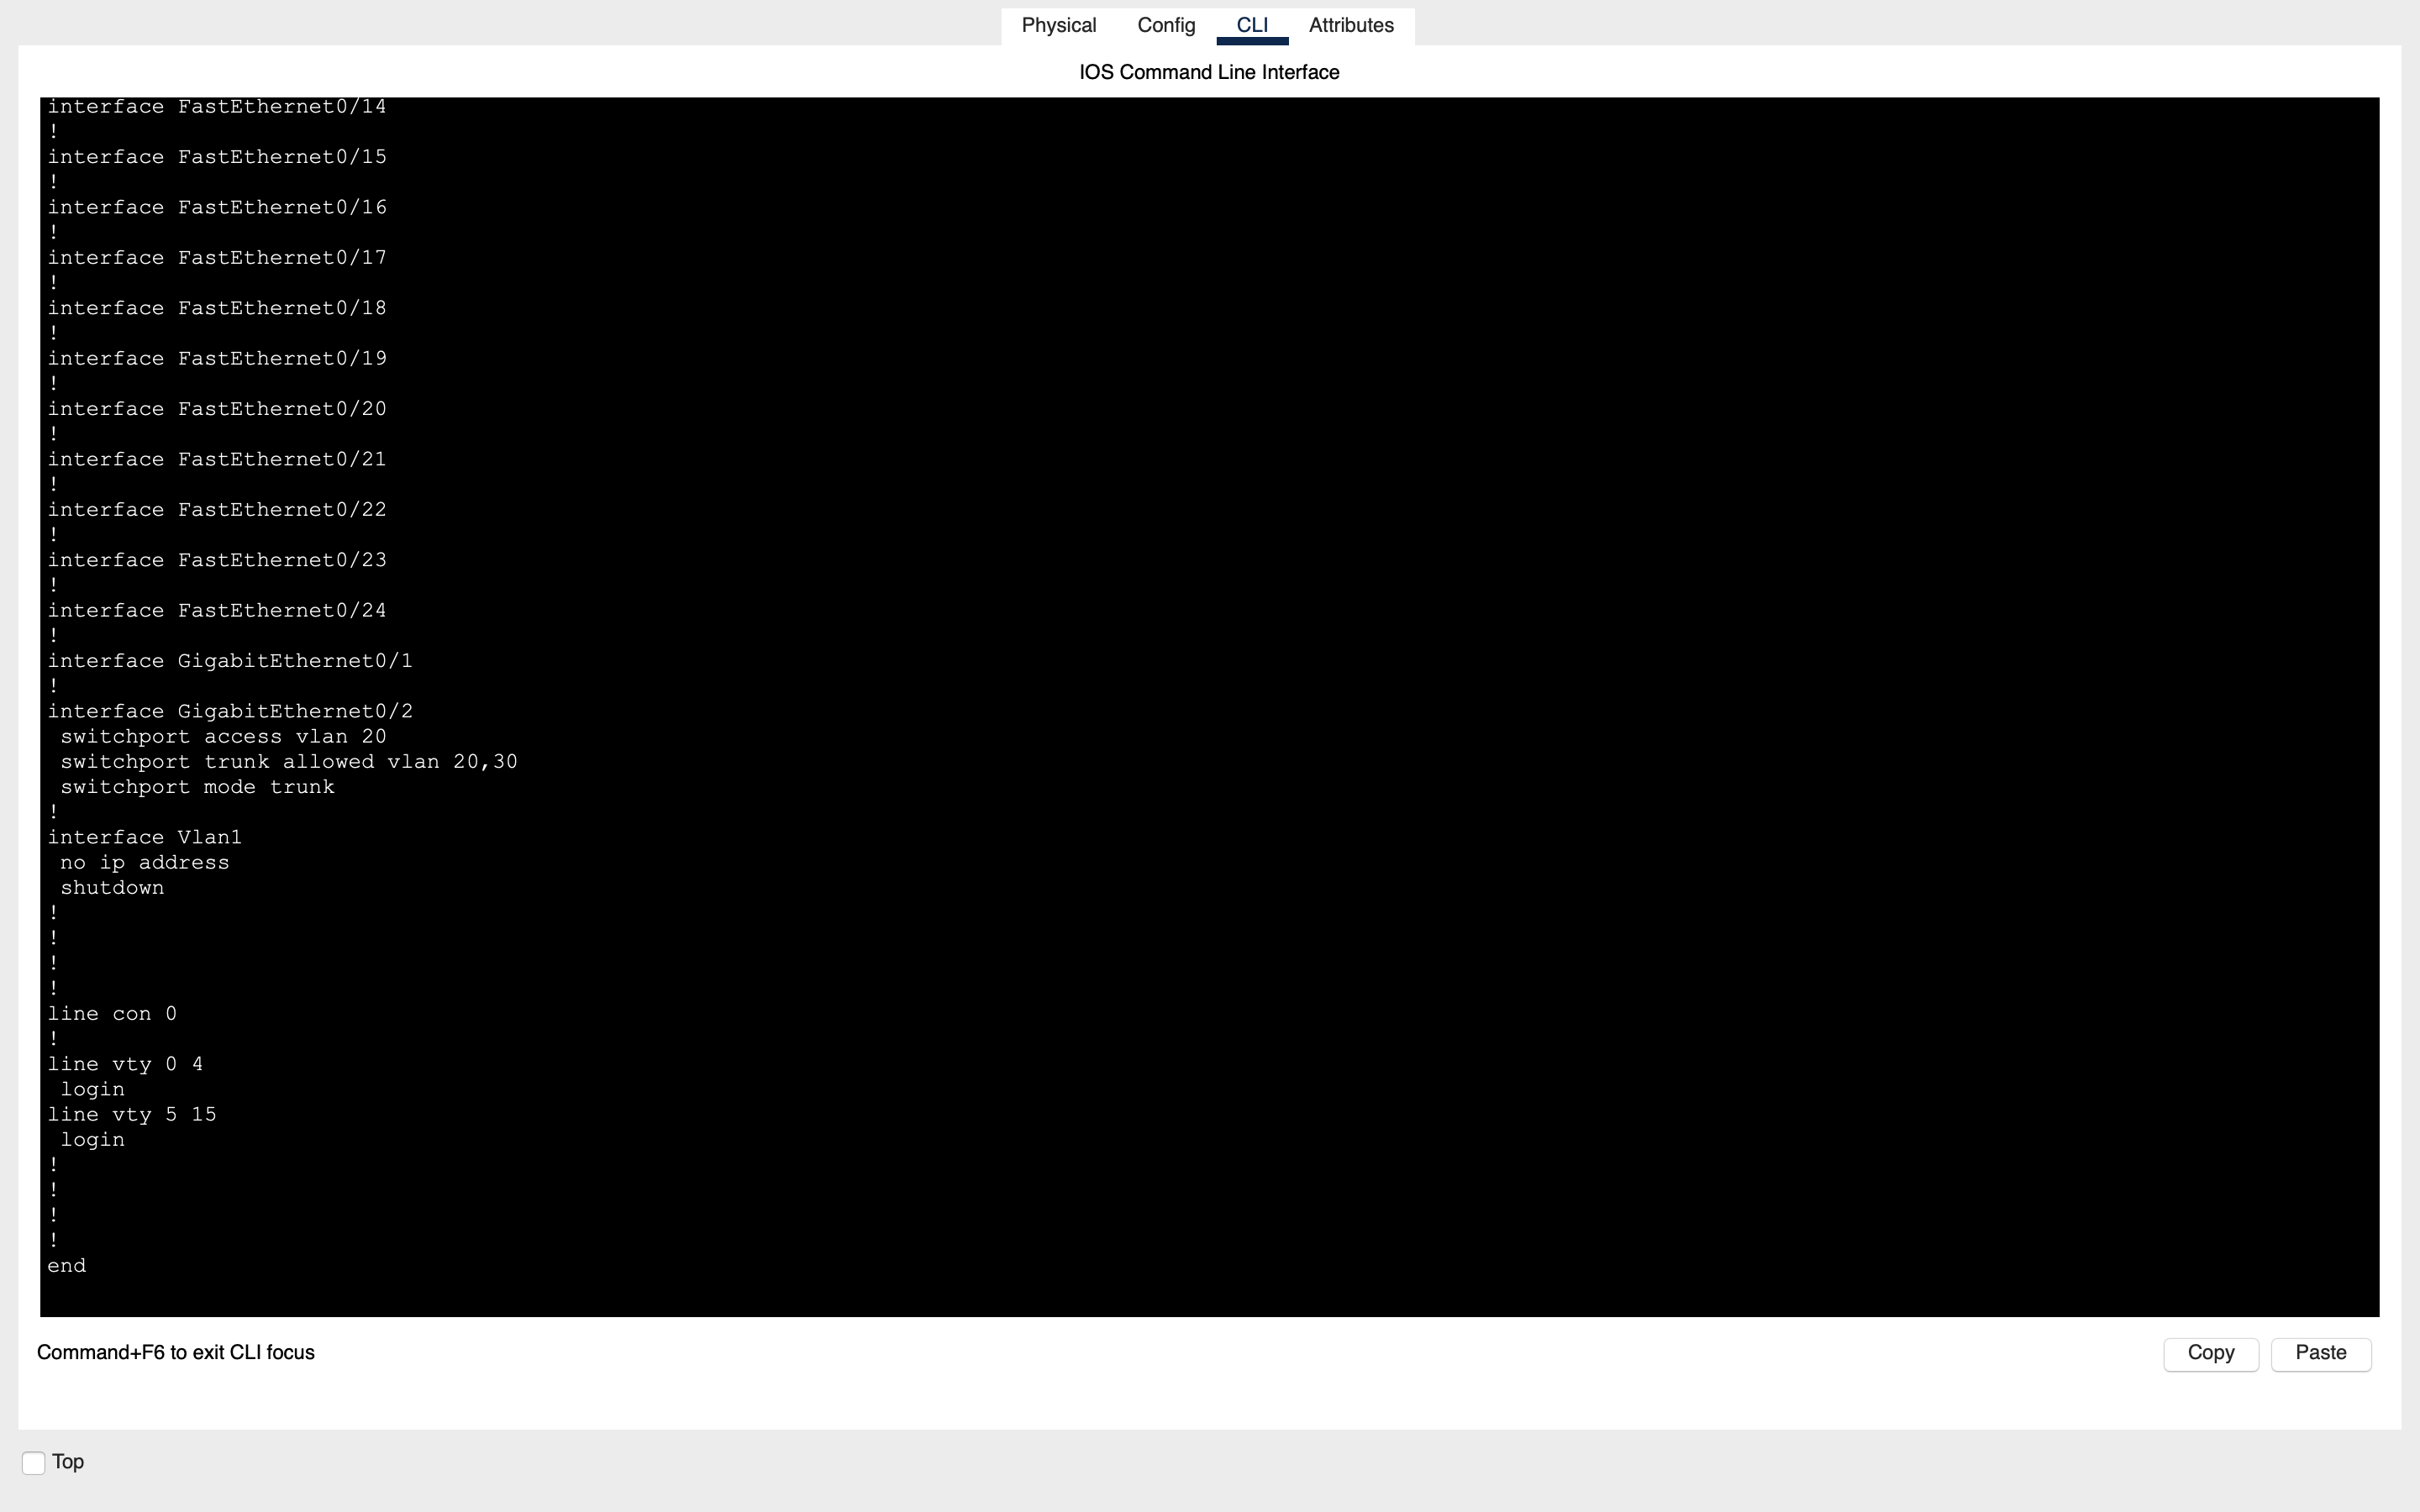 Physical Config CLI Attributes
IOS Command Line Interface
interface FastEthernet0/14
!
interface FastEthernet0/15
!
interface FastEthernet0/16
!
interface FastEthernet0/17
!
interface FastEthernet0/18
!
interface FastEthernet0/19
!
interface FastEthernet0/20
!
interface FastEthernet0/21
!
interface FastEthernet0/22
!
interface FastEthernet0/23
!
interface FastEthernet0/24
!
interface GigabitEthernet0/1
!
interface GigabitEthernet0/2
 switchport access vlan 20
 switchport trunk allowed vlan 20,30
 switchport mode trunk
!
interface Vlan1
 no ip address
 shutdown
!
!
!
!
line con 0
!
line vty 0 4
 login
line vty 5 15
 login
!
!
!
!
end
Command+F6 to exit CLI focus
Copy Paste
Top